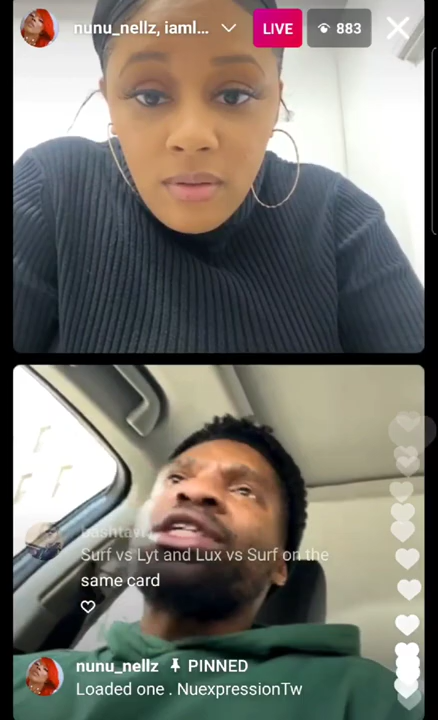 nunu_nellz, iaml...
LIVE
883
Surf vs Lyt and Lux vs Surf on the
same card
nunu_nellz PINNED
Loaded one . NuexpressionTw